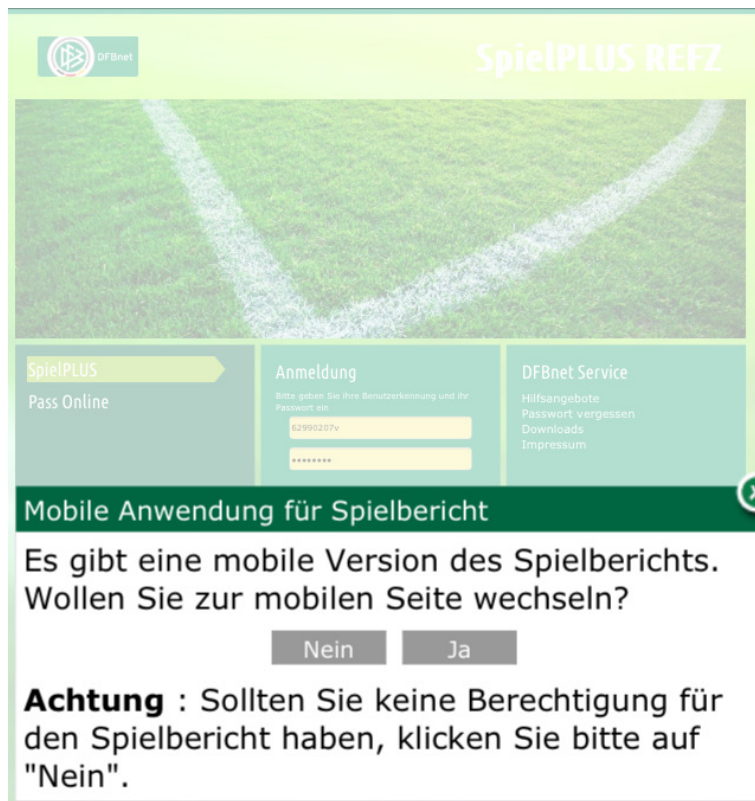 DFBnet
SpielPLUS REFZ
SpielPLUS
Pass Online
Anmeldung
Bitte geben Sie ihre Benutzerkennung und ihr
Passwort ein
62990207v
••••••••
DFBnet Service
Hilfsangebote
Passwort vergessen
Downloads
Impressum
Mobile Anwendung für Spielbericht
Es gibt eine mobile Version des Spielberichts.
Wollen Sie zur mobilen Seite wechseln?
Nein Ja
Achtung : Sollten Sie keine Berechtigung für
den Spielbericht haben, klicken Sie bitte auf
"Nein".